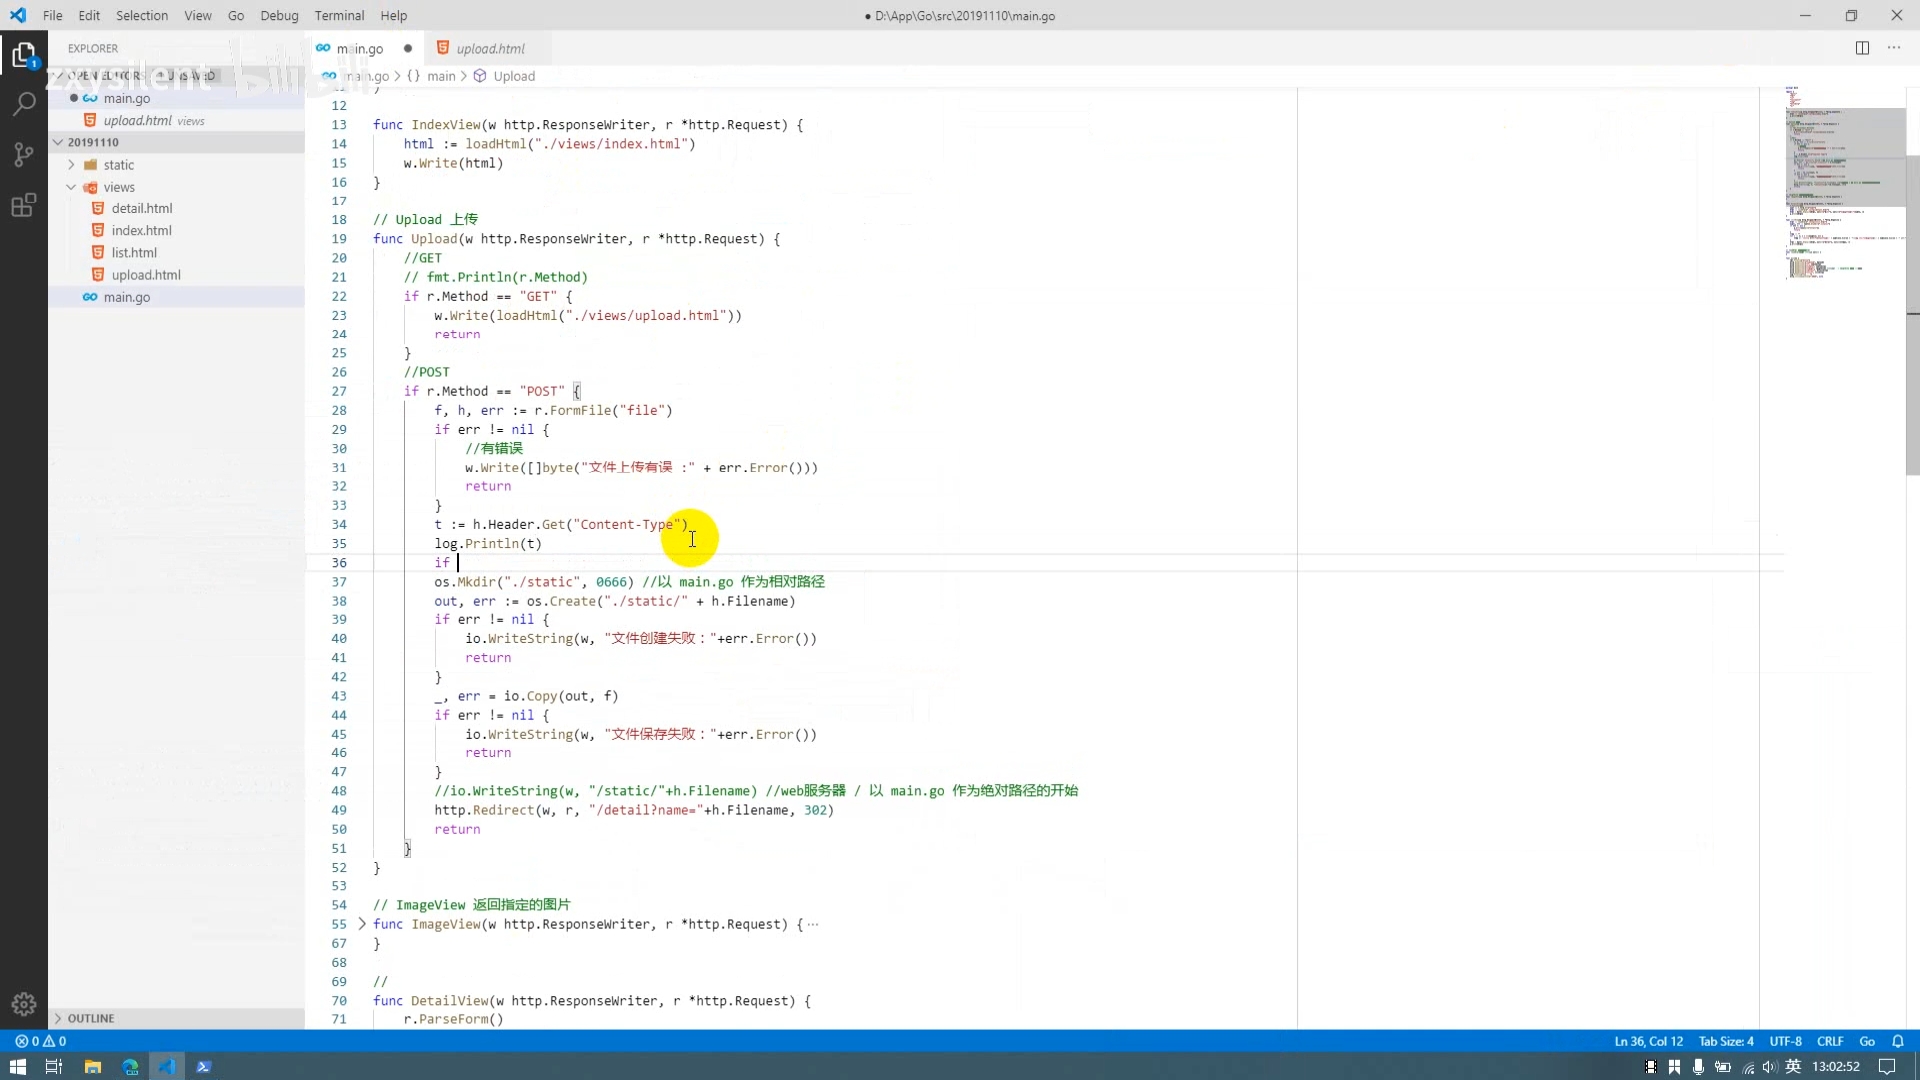 File Edit Selection View Go Debug Terminal Help
● D:\App\Go\src\20191110\main.go
EXPLORER
OPEN EDITORS 1 UNSAVED
main.go
upload.html views
20191110
static
views
detail.html
index.html
list.html
upload.html
main.go
OUTLINE
zxysilent bilibili
main.go upload.html
main.go > {} main > Upload
12
13 func IndexView(w http.ResponseWriter, r *http.Request) {
14 html := loadHtml("./views/index.html")
15 w.Write(html)
16 }
17
18 // Upload 上传
19 func Upload(w http.ResponseWriter, r *http.Request) {
20 //GET
21 // fmt.Println(r.Method)
22 if r.Method == "GET" {
23 w.Write(loadHtml("./views/upload.html"))
24 return
25 }
26 //POST
27 if r.Method == "POST" {
28 f, h, err := r.FormFile("file")
29 if err != nil {
30 //有错误
31 w.Write([]byte("文件上传有误 :" + err.Error()))
32 return
33 }
34 t := h.Header.Get("Content-Type")
35 log.Println(t)
36 if
37 os.Mkdir("./static", 0666) //以 main.go 作为相对路径
38 out, err := os.Create("./static/" + h.Filename)
39 if err != nil {
40 io.WriteString(w, "文件创建失败："+err.Error())
41 return
42 }
43 _, err = io.Copy(out, f)
44 if err != nil {
45 io.WriteString(w, "文件保存失败："+err.Error())
46 return
47 }
48 //io.WriteString(w, "/static/"+h.Filename) //web服务器 / 以 main.go 作为绝对路径的开始
49 http.Redirect(w, r, "/detail?name="+h.Filename, 302)
50 return
51 }
52 }
53
54 // ImageView 返回指定的图片
55 func ImageView(w http.ResponseWriter, r *http.Request) {…
67 }
68
69 //
70 func DetailView(w http.ResponseWriter, r *http.Request) {
71 r.ParseForm()
0 0
Ln 36, Col 12 Tab Size: 4 UTF-8 CRLF Go
英 13:02:52